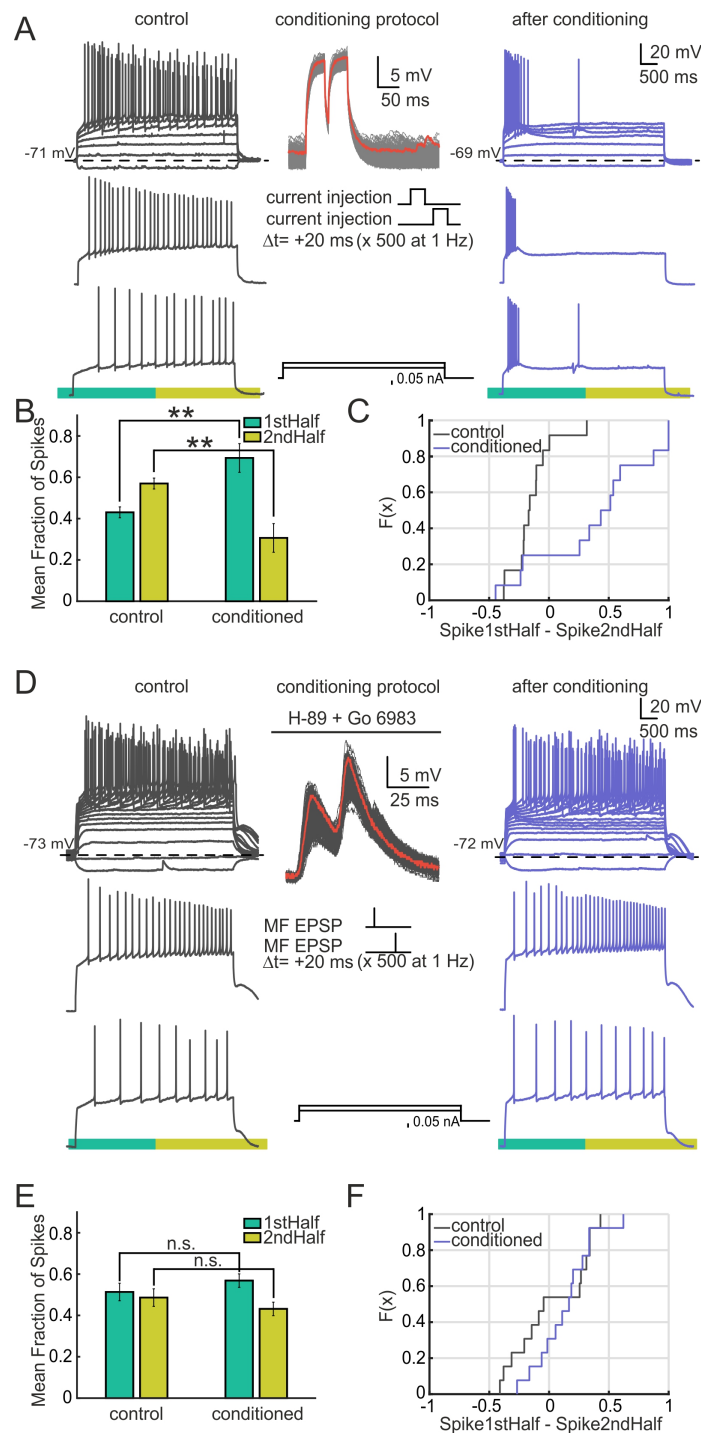 A
control
conditioning protocol
after conditioning
5 mV
50 ms
20 mV
500 ms
-71 mV
-69 mV
current injection
current injection
Δt= +20 ms (x 500 at 1 Hz)
0.05 nA
B
Mean Fraction of Spikes
0.8
0.6
0.4
0.2
0
**
**
1stHalf
2ndHalf
control
conditioned
C
F(x)
1
0.8
0.6
0.4
0.2
0
control
conditioned
-1
-0.5
0
0.5
1
Spike1stHalf - Spike2ndHalf
D
control
conditioning protocol
after conditioning
H-89 + Go 6983
5 mV
25 ms
20 mV
500 ms
-73 mV
-72 mV
MF EPSP
MF EPSP
Δt= +20 ms (x 500 at 1 Hz)
0.05 nA
E
Mean Fraction of Spikes
0.8
0.6
0.4
0.2
0
n.s.
n.s.
1stHalf
2ndHalf
control
conditioned
F
F(x)
1
0.8
0.6
0.4
0.2
0
control
conditioned
-1
-0.5
0
0.5
1
Spike1stHalf - Spike2ndHalf